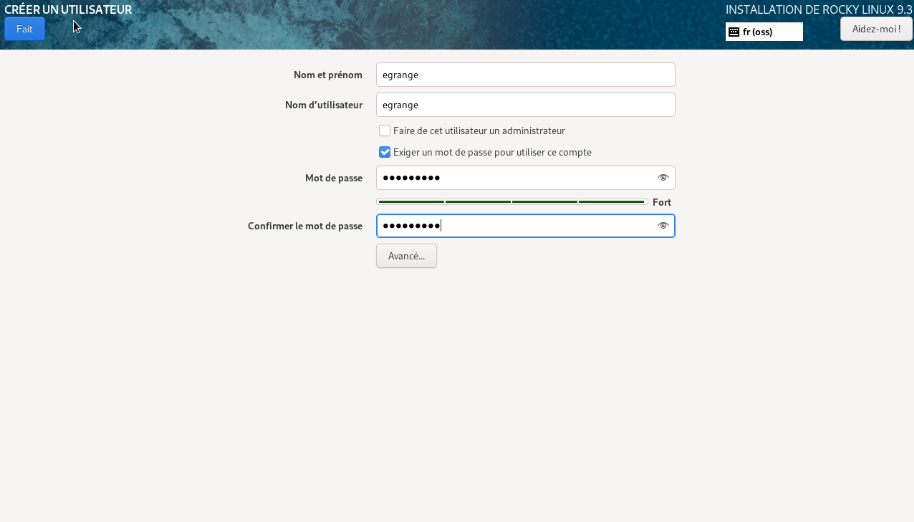 CRÉER UN UTILISATEUR
INSTALLATION DE ROCKY LINUX 9.3
Fait
fr (oss)
Aidez-moi !
Nom et prénom
egrange
Nom d’utilisateur
egrange
Faire de cet utilisateur un administrateur
Exiger un mot de passe pour utiliser ce compte
Mot de passe
●●●●●●●●●
Fort
Confirmer le mot de passe
●●●●●●●●●
Avancé...